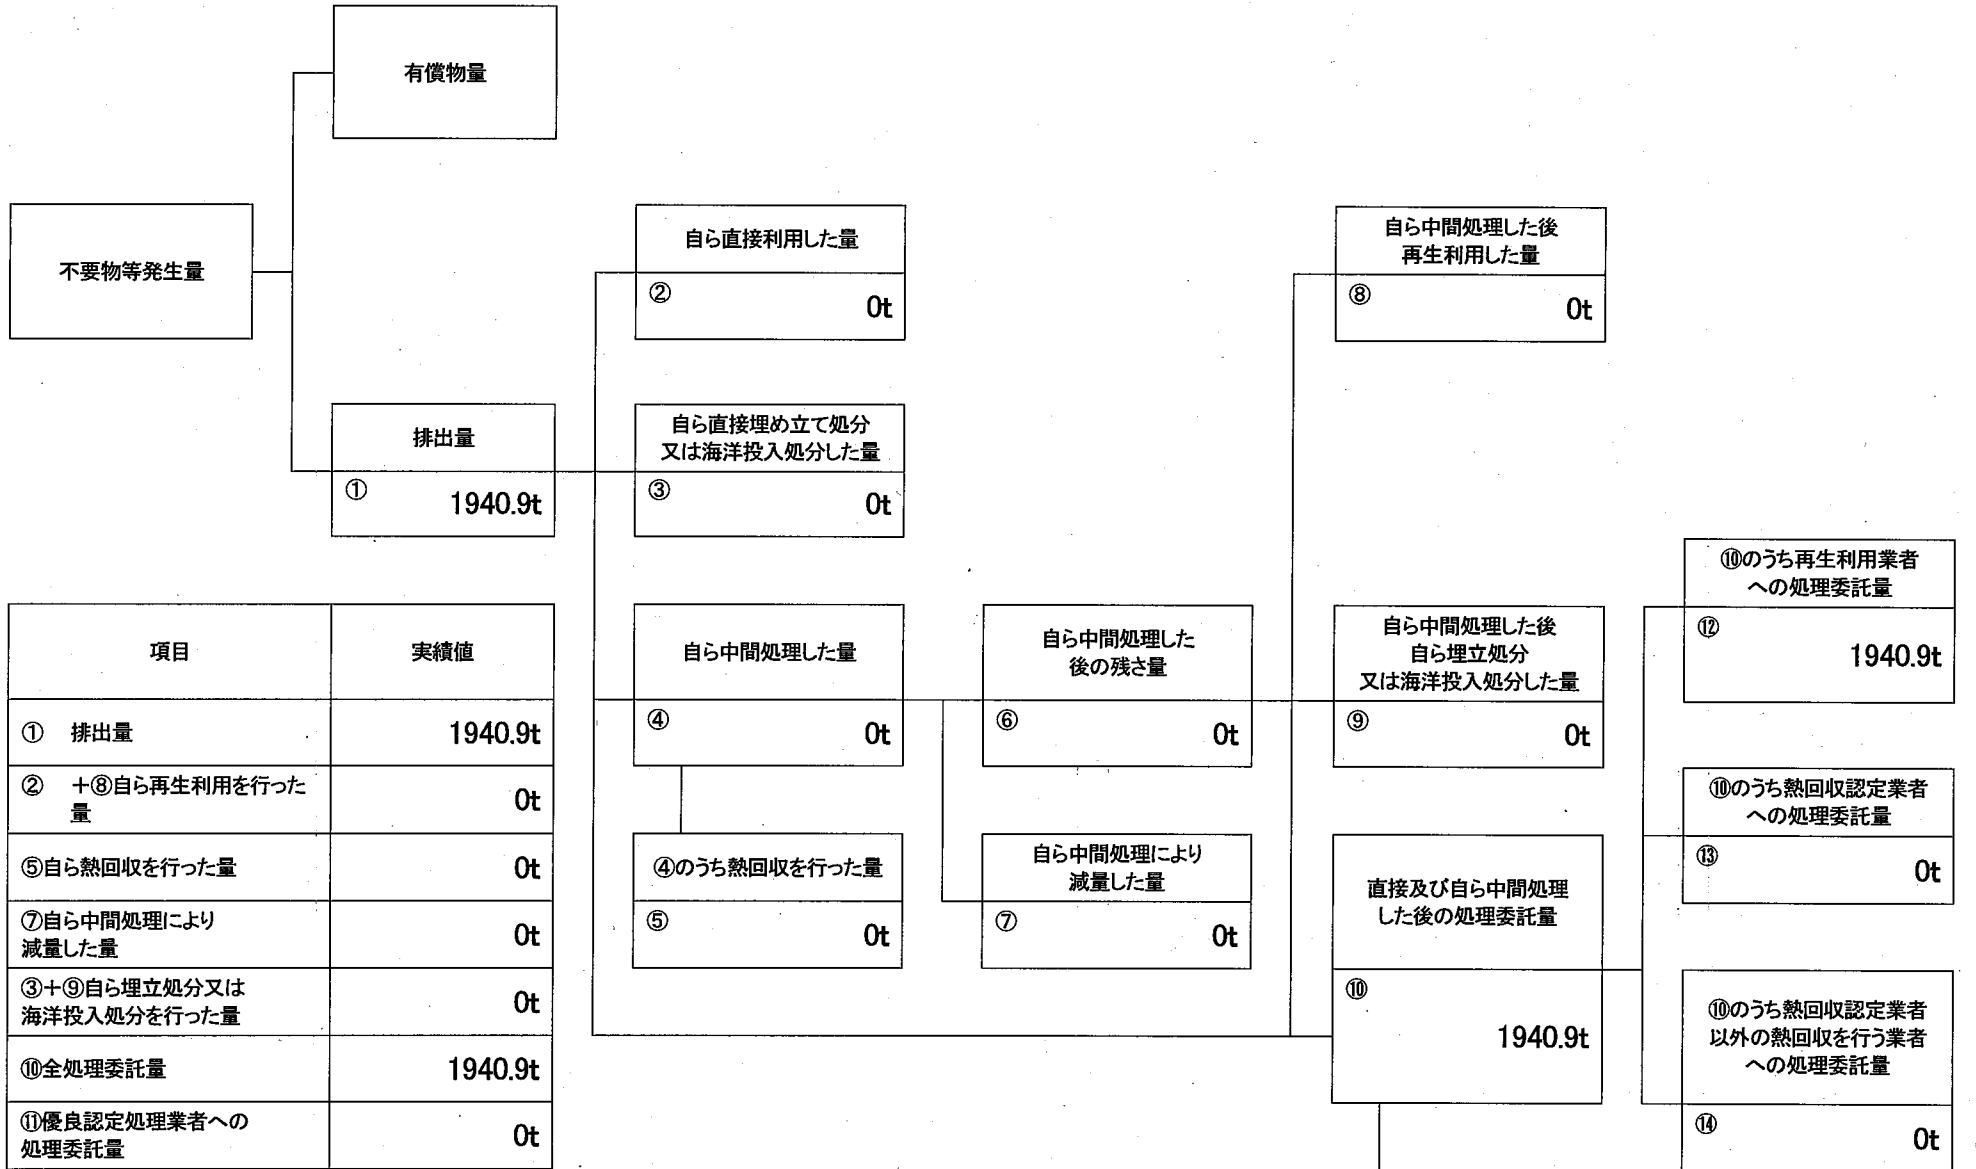 有償物量
不要物等発生量
自ら直接利用した量
② 0t
自ら中間処理した後
再生利用した量
⑧ 0t
排出量
① 1940.9t
自ら直接埋め立て処分
又は海洋投入処分した量
③ 0t
自ら中間処理した量
④ 0t
自ら中間処理した
後の残さ量
⑥ 0t
自ら中間処理した後
自ら埋立処分
又は海洋投入処分した量
⑨ 0t
④のうち熱回収を行った量
⑤ 0t
自ら中間処理により
減量した量
⑦ 0t
直接及び自ら中間処理
した後の処理委託量
⑩
1940.9t
⑩のうち再生利用業者
への処理委託量
⑫
1940.9t
⑩のうち熱回収認定業者
への処理委託量
⑬ 0t
⑩のうち熱回収認定業者
以外の熱回収を行う業者
への処理委託量
⑭ 0t
項目 実績値
① 排出量 1940.9t
② +⑧自ら再生利用を行った
量 0t
⑤自ら熱回収を行った量 0t
⑦自ら中間処理により
減量した量 0t
③+⑨自ら埋立処分又は
海洋投入処分を行った量 0t
⑩全処理委託量 1940.9t
⑪優良認定処理業者への
処理委託量 0t